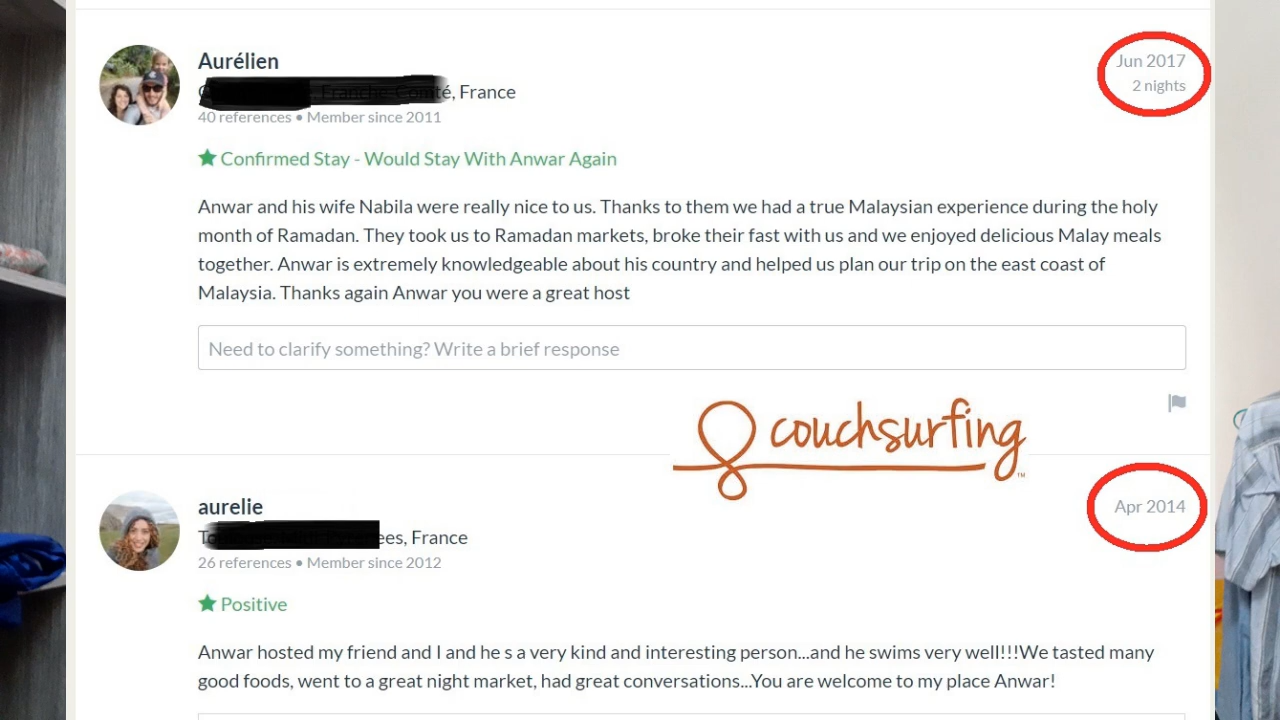 Aurélien
Jun 2017
Franche-Comté, France
2 nights
40 references • Member since 2011
Confirmed Stay - Would Stay With Anwar Again
Anwar and his wife Nabila were really nice to us. Thanks to them we had a true Malaysian experience during the holy
month of Ramadan. They took us to Ramadan markets, broke their fast with us and we enjoyed delicious Malay meals
together. Anwar is extremely knowledgeable about his country and helped us plan our trip on the east coast of
Malaysia. Thanks again Anwar you were a great host
Need to clarify something? Write a brief response
couchsurfing
aurelie
Apr 2014
France
26 references • Member since 2012
Positive
Anwar hosted my friend and I and he s a very kind and interesting person...and he swims very well!!!We tasted many
good foods, went to a great night market, had great conversations...You are welcome to my place Anwar!